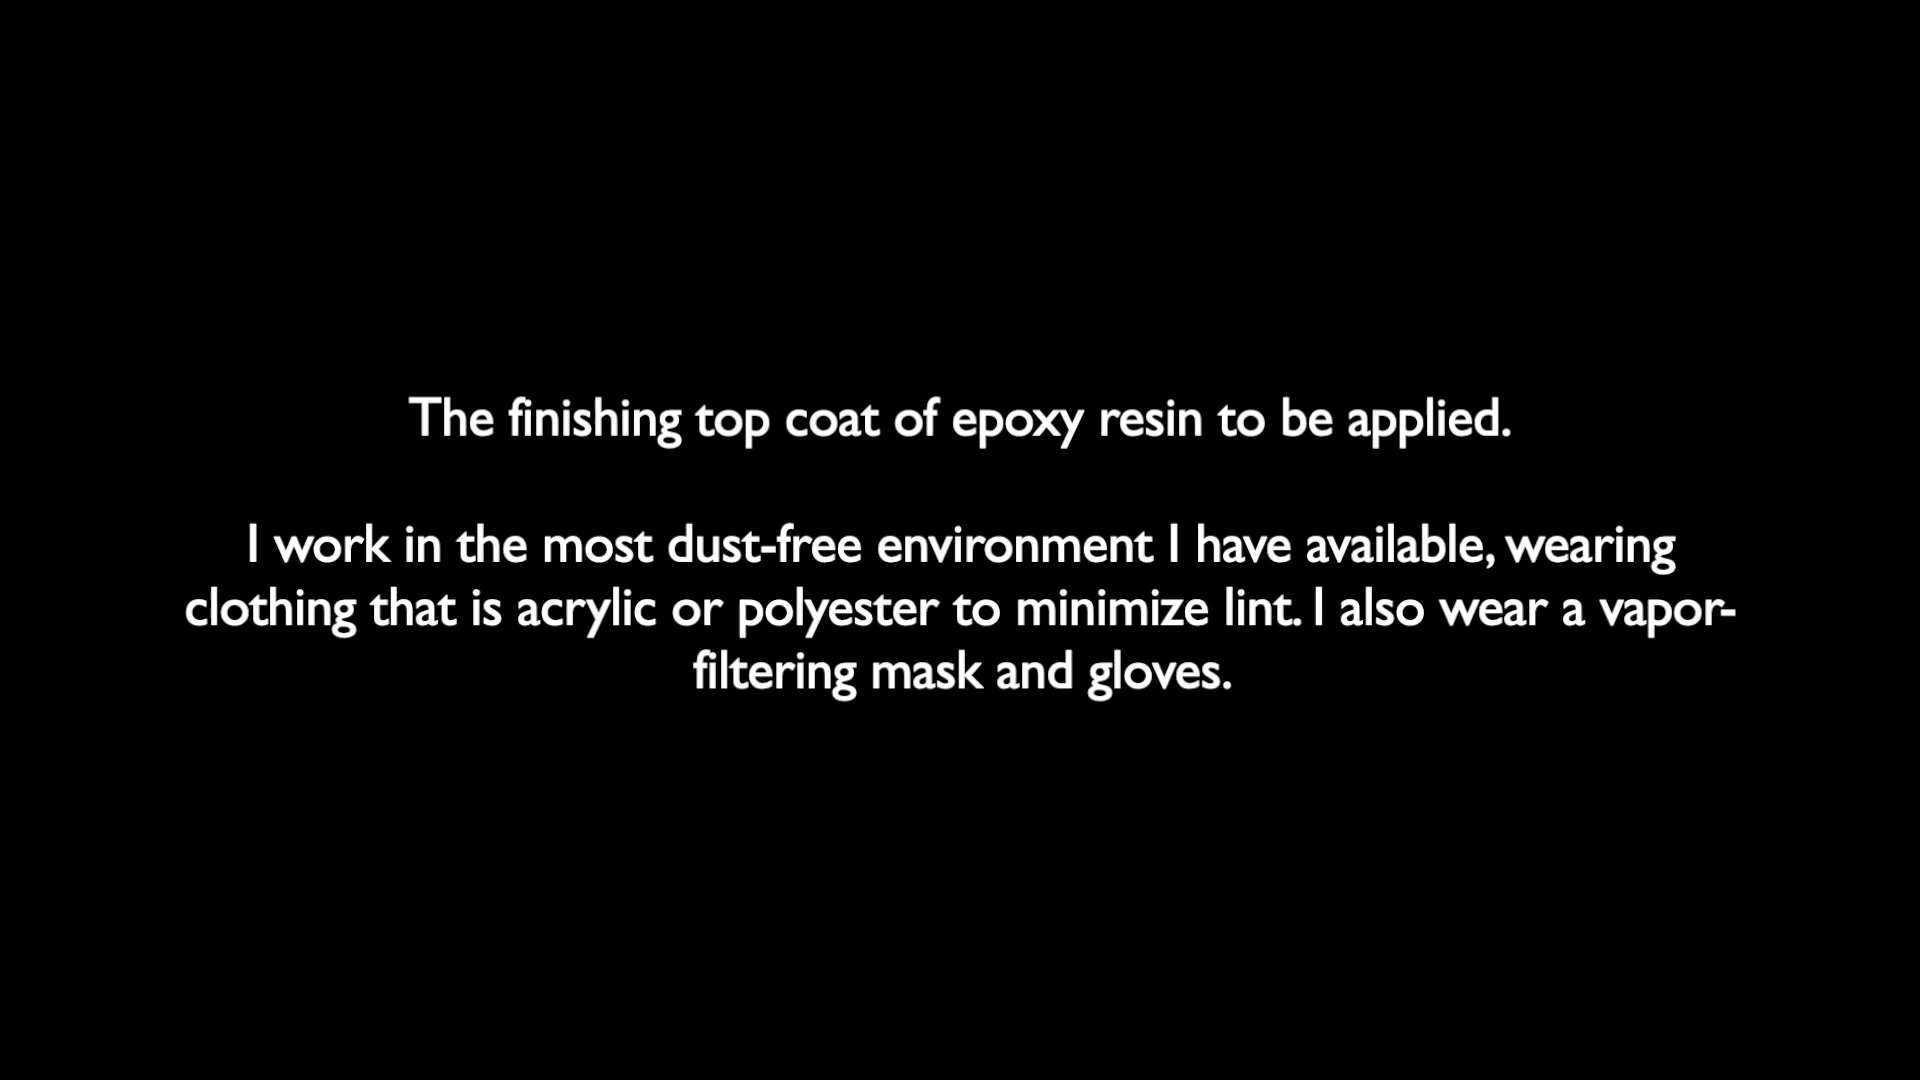 The finishing top coat of epoxy resin to be applied.
I work in the most dust-free environment I have available, wearing
clothing that is acrylic or polyester to minimize lint. I also wear a vapor-
filtering mask and gloves.